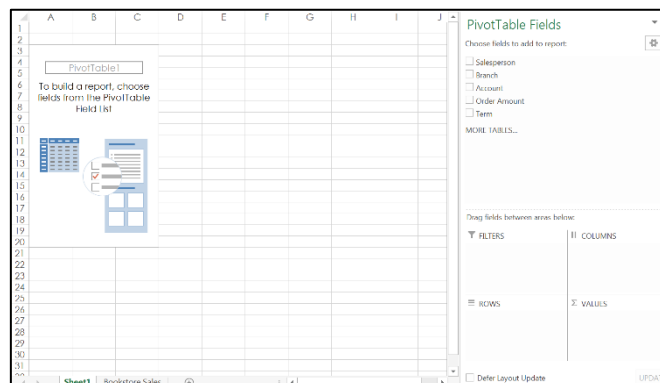 A B C D E F G H I J
1
2
3
4
5
6
7
8
9
10
11
12
13
14
15
16
17
18
19
20
21
22
23
24
25
26
27
28
29
30
31
PivotTable1
To build a report, choose
fields from the PivotTable
Field List
Sheet1 Bookstore Sales
PivotTable Fields
Choose fields to add to report:
Salesperson
Branch
Account
Order Amount
Term
MORE TABLES...
Drag fields between areas below:
FILTERS
COLUMNS
ROWS
Σ VALUES
Defer Layout Update